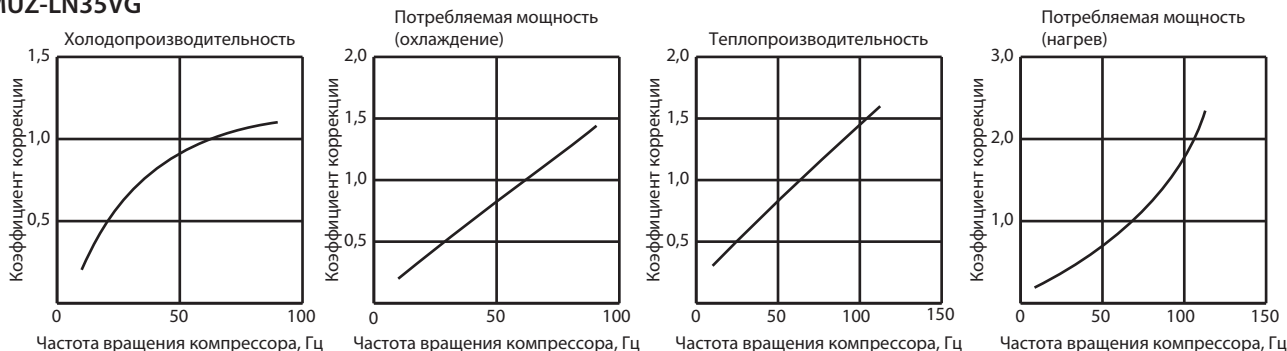 MUZ-LN35VG
Холодопроизводительность
1,5
1,0
0,5
0
50
100
Коэффициент коррекции
Частота вращения компрессора, Гц
Потребляемая мощность
(охлаждение)
2,0
1,5
1,0
0,5
0
50
100
Коэффициент коррекции
Частота вращения компрессора, Гц
Теплопроизводительность
2,0
1,5
1,0
0,5
0
50
100
150
Коэффициент коррекции
Частота вращения компрессора, Гц
Потребляемая мощность
(нагрев)
3,0
2,0
1,0
0
50
100
150
Коэффициент коррекции
Частота вращения компрессора, Гц